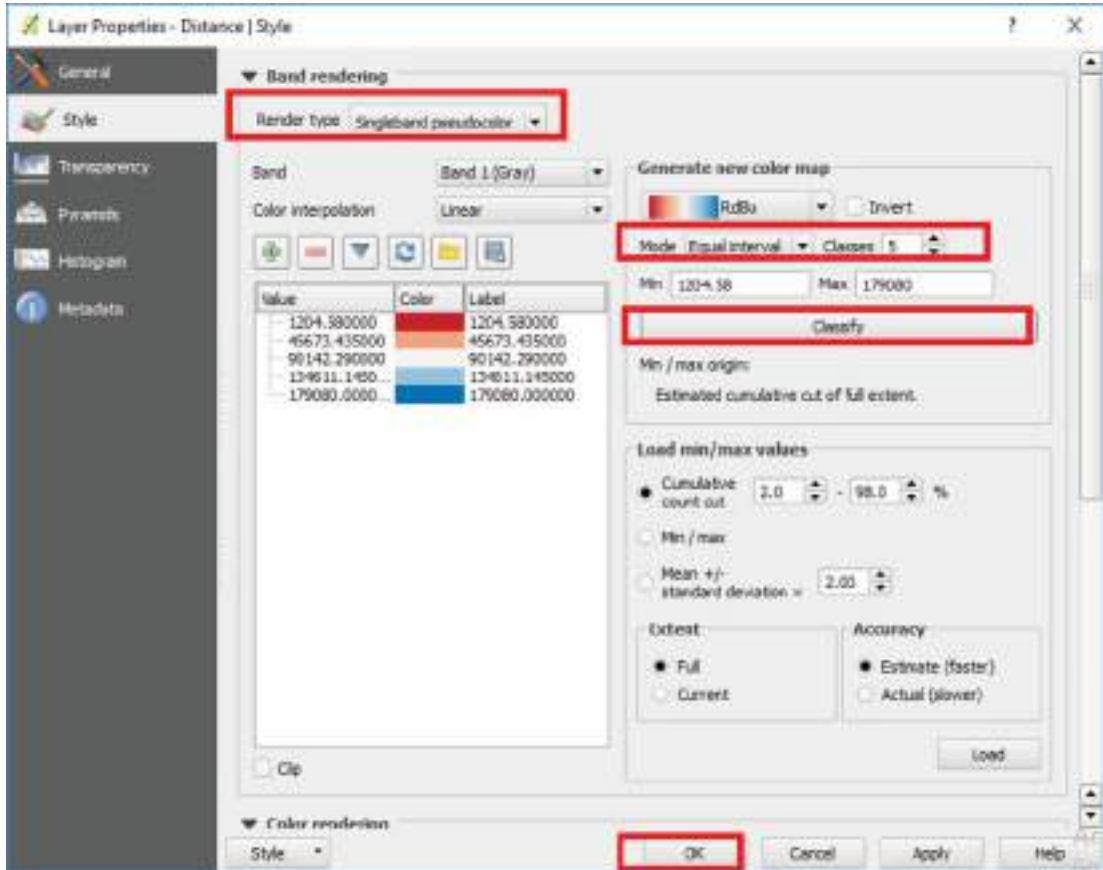 Layer Properties - Distance | Style
?
X
General
Style
Transparency
Pyramids
Histogram
Metadata
Band rendering
Render type Singleband pseudocolor
Band Band 1 (Gray)
Color interpolation Linear
Value Color Label
1204.580000 1204.580000
45673.435000 45673.435000
90142.290000 90142.290000
134611.1450... 134611.145000
179080.0000... 179080.000000
Clip
Generate new color map
RdBu Invert
Mode Equal interval Classes 5
Min 1204.58 Max 179080
Classify
Min / max origin:
Estimated cumulative cut of full extent.
Load min/max values
Cumulative
count cut 2.0 - 98.0 %
Min / max
Mean +/-
standard deviation × 2.00
Extent
Full
Current
Accuracy
Estimate (faster)
Actual (slower)
Load
Color rendering
Style OK Cancel Apply Help